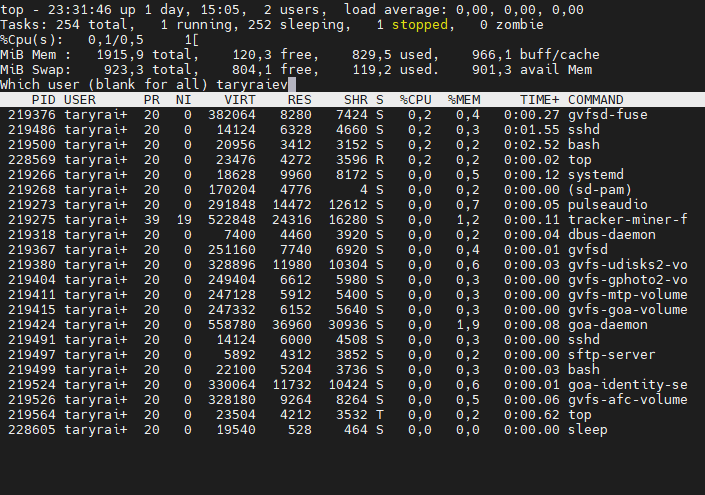 top - 23:31:46 up 1 day, 15:05,  2 users,  load average: 0,00, 0,00, 0,00
Tasks: 254 total,   1 running, 252 sleeping,   1 stopped,   0 zombie
%Cpu(s):   0,1/0,5     1[
MiB Mem :   1915,9 total,    120,3 free,    829,5 used,    966,1 buff/cache
MiB Swap:    923,3 total,    804,1 free,    119,2 used.    901,3 avail Mem
Which user (blank for all) taryraiev
PID USER      PR  NI    VIRT    RES    SHR S  %CPU  %MEM     TIME+ COMMAND
219376 taryrai+  20   0  382064   8280   7424 S   0,2   0,4   0:00.27 gvfsd-fuse
219486 taryrai+  20   0   14124   6328   4660 S   0,2   0,3   0:01.55 sshd
219500 taryrai+  20   0   20956   3412   3152 S   0,2   0,2   0:02.52 bash
228569 taryrai+  20   0   23476   4272   3596 R   0,2   0,2   0:00.02 top
219266 taryrai+  20   0   18628   9960   8172 S   0,0   0,5   0:00.12 systemd
219268 taryrai+  20   0  170204   4776      4 S   0,0   0,2   0:00.00 (sd-pam)
219273 taryrai+  20   0  291848  14472  12612 S   0,0   0,7   0:00.05 pulseaudio
219275 taryrai+  39  19  522848  24316  16280 S   0,0   1,2   0:00.11 tracker-miner-f
219318 taryrai+  20   0    7400   4460   3920 S   0,0   0,2   0:00.04 dbus-daemon
219367 taryrai+  20   0  251160   7740   6920 S   0,0   0,4   0:00.01 gvfsd
219380 taryrai+  20   0  328896  11980  10304 S   0,0   0,6   0:00.03 gvfs-udisks2-vo
219404 taryrai+  20   0  249404   6612   5980 S   0,0   0,3   0:00.00 gvfs-gphoto2-vo
219411 taryrai+  20   0  247128   5912   5400 S   0,0   0,3   0:00.00 gvfs-mtp-volume
219415 taryrai+  20   0  247332   6152   5640 S   0,0   0,3   0:00.00 gvfs-goa-volume
219424 taryrai+  20   0  558780  36960  30936 S   0,0   1,9   0:00.08 goa-daemon
219491 taryrai+  20   0   14124   6000   4508 S   0,0   0,3   0:00.00 sshd
219497 taryrai+  20   0    5892   4312   3852 S   0,0   0,2   0:00.00 sftp-server
219499 taryrai+  20   0   22100   5204   3736 S   0,0   0,3   0:00.03 bash
219524 taryrai+  20   0  330064  11732  10424 S   0,0   0,6   0:00.01 goa-identity-se
219526 taryrai+  20   0  328180   9264   8264 S   0,0   0,5   0:00.06 gvfs-afc-volume
219564 taryrai+  20   0   23504   4212   3532 T   0,0   0,2   0:00.62 top
228605 taryrai+  20   0   19540    528    464 S   0,0   0,0   0:00.00 sleep